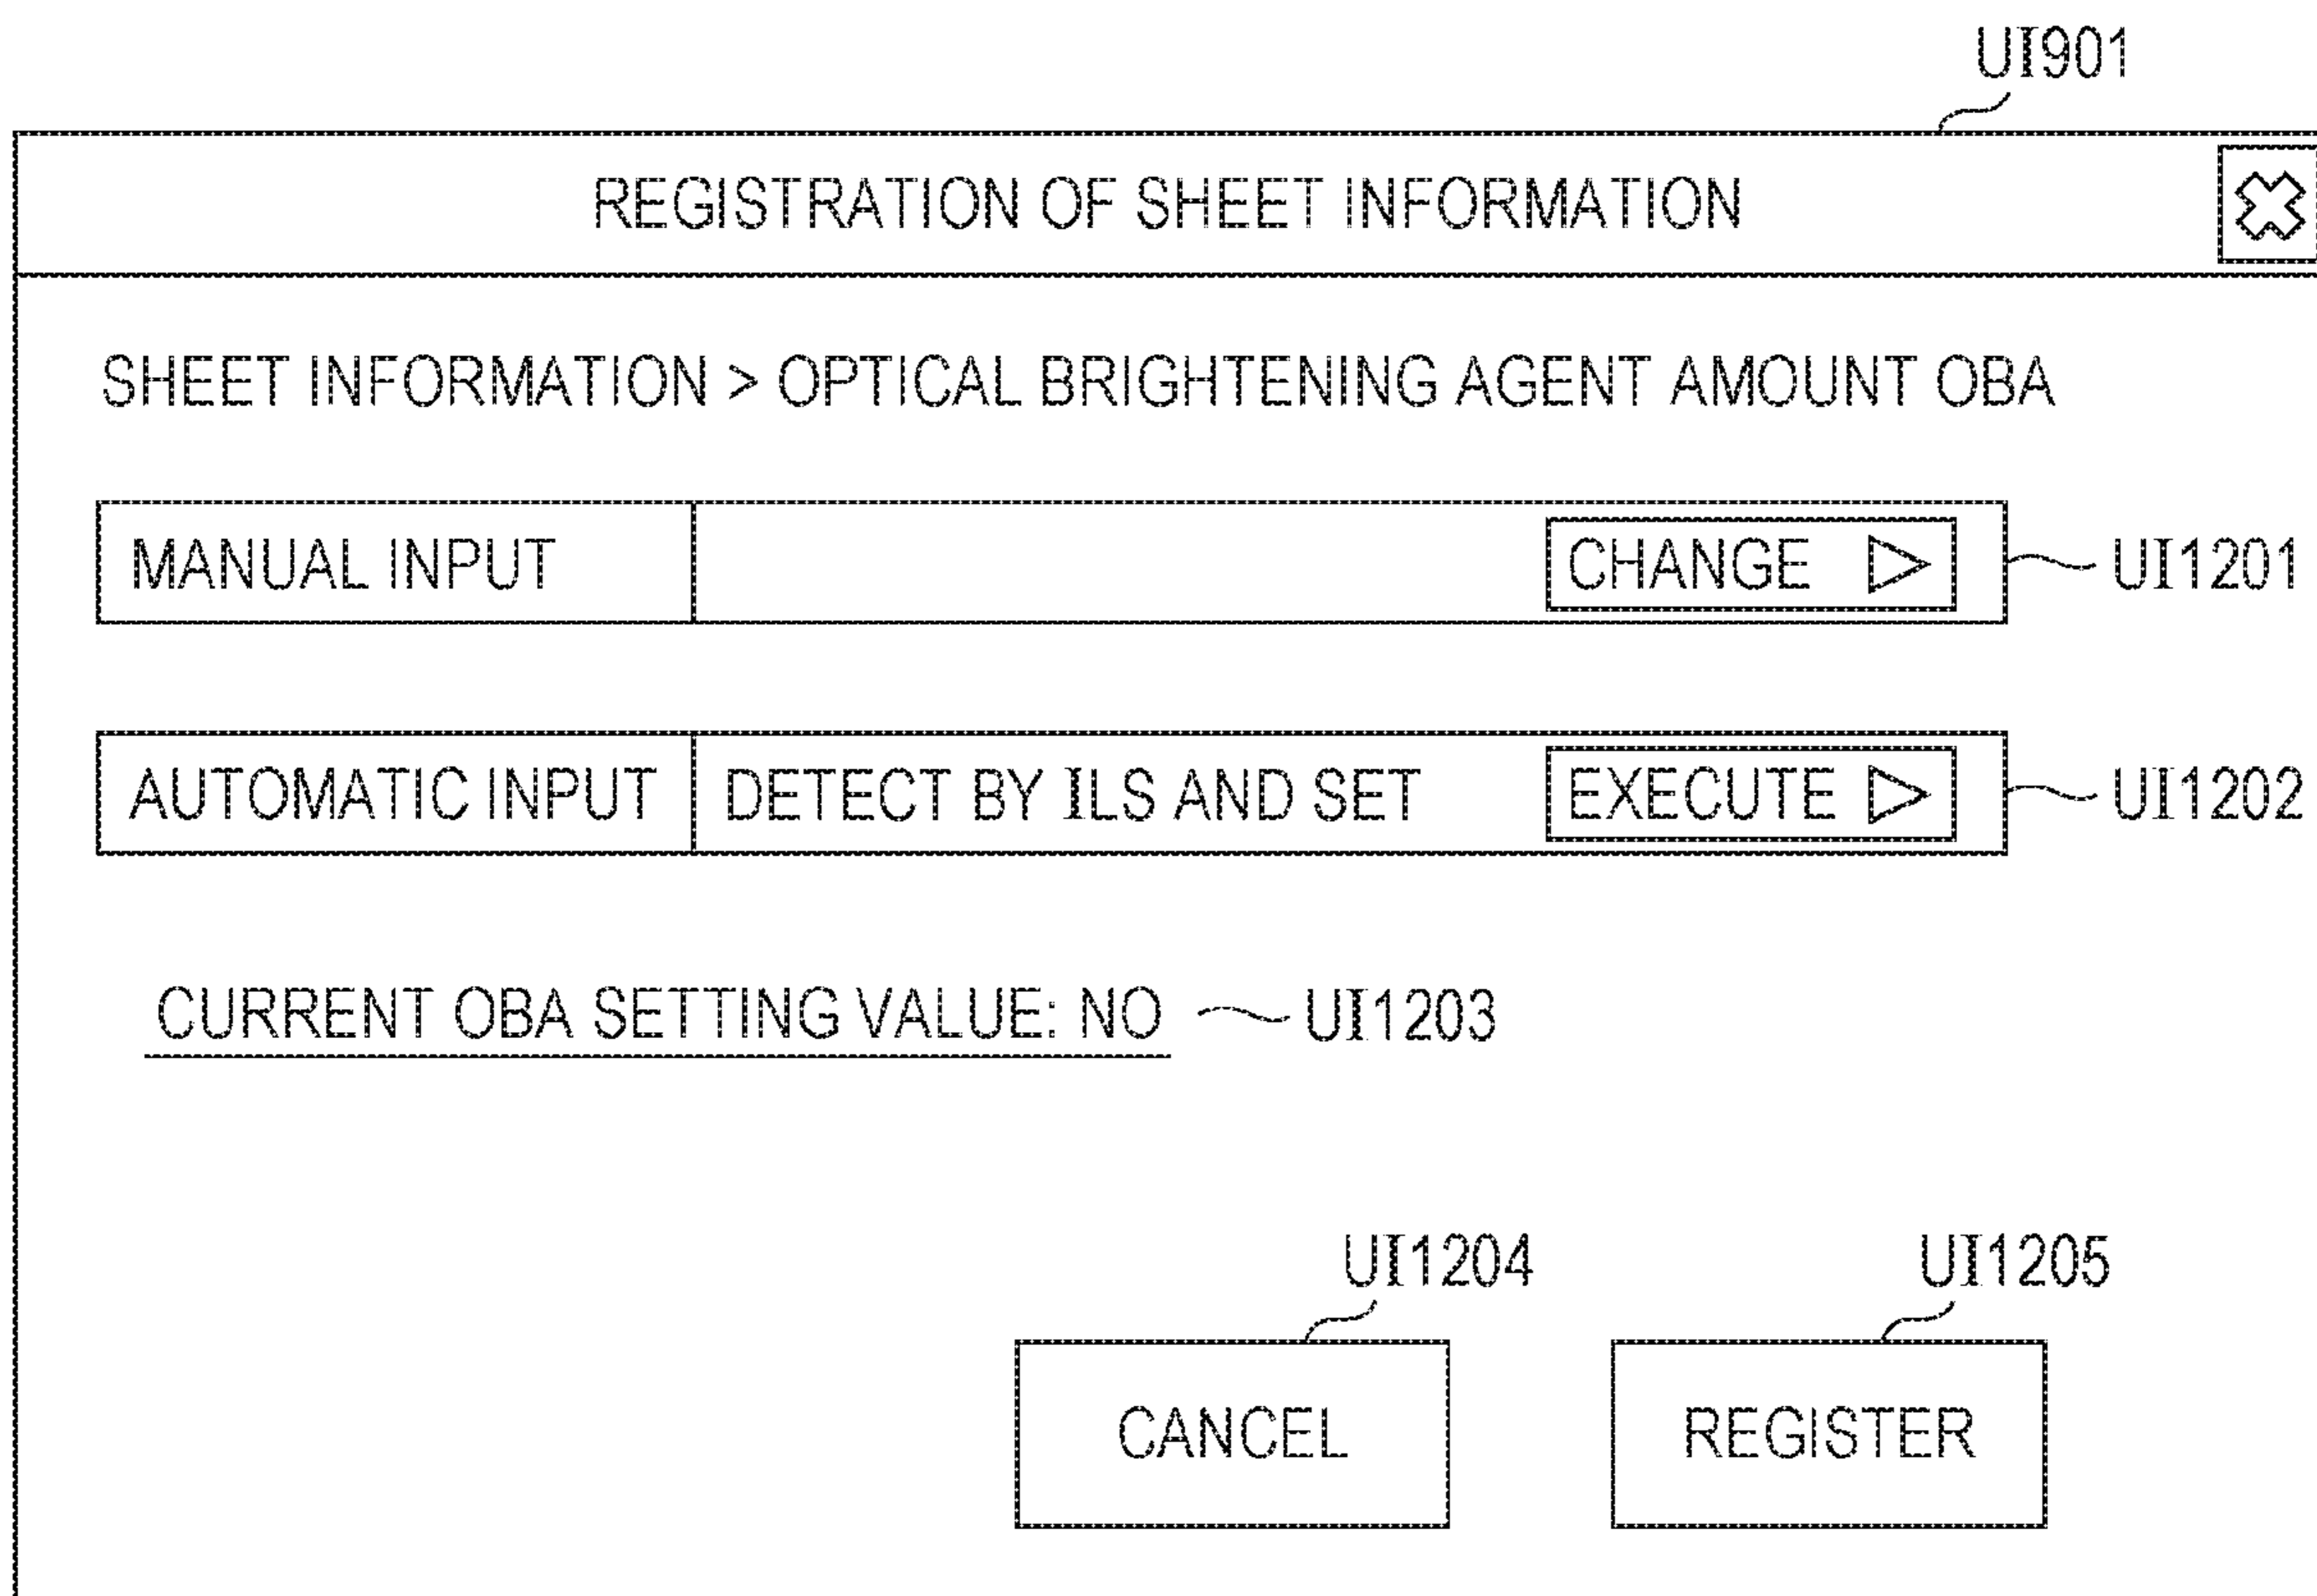 UI901
REGISTRATION OF SHEET INFORMATION
SHEET INFORMATION > OPTICAL BRIGHTENING AGENT AMOUNT OBA
MANUAL INPUT CHANGE UI1201
AUTOMATIC INPUT DETECT BY ILS AND SET EXECUTE UI1202
CURRENT OBA SETTING VALUE: NO UI1203
UI1204 UI1205
CANCEL REGISTER